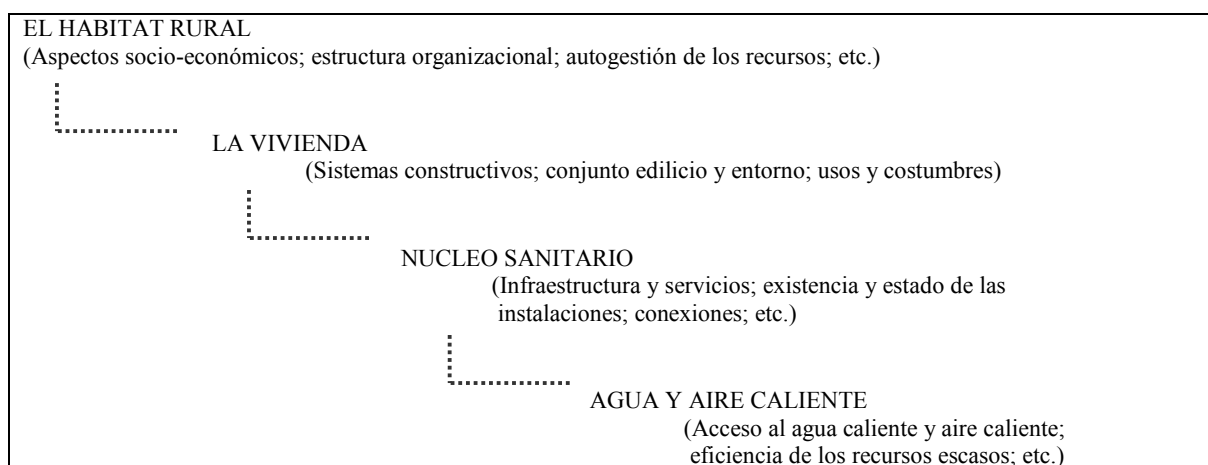 EL HABITAT RURAL
(Aspectos socio-económicos; estructura organizacional; autogestión de los recursos; etc.)
LA VIVIENDA
(Sistemas constructivos; conjunto edilicio y entorno; usos y costumbres)
NUCLEO SANITARIO
(Infraestructura y servicios; existencia y estado de las
instalaciones; conexiones; etc.)
AGUA Y AIRE CALIENTE
(Acceso al agua caliente y aire caliente;
eficiencia de los recursos escasos; etc.)